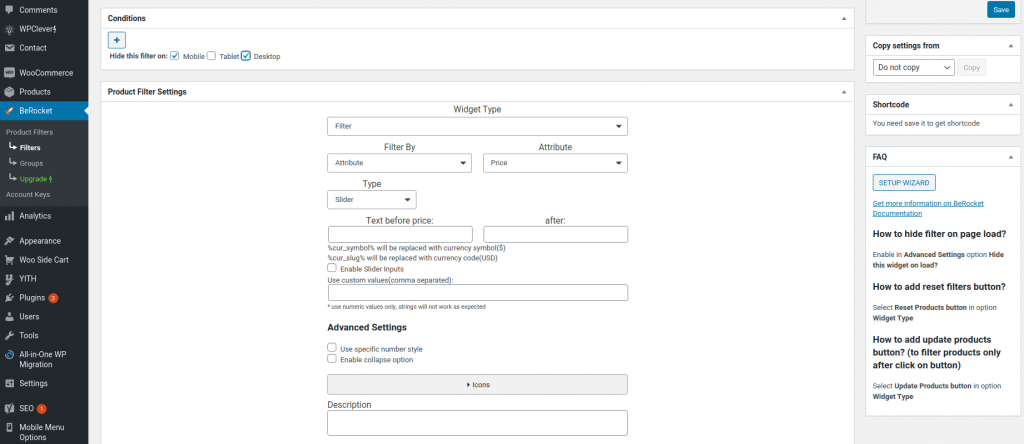 Comments
WPClever
Contact
WooCommerce
Products
BeRocket
Product Filters
Filters
Groups
Upgrade
Account Keys
Analytics
Appearance
Woo Side Cart
YITH
Plugins 3
Users
Tools
All-in-One WP
Migration
Settings
SEO 1
Mobile Menu
Options
Conditions
+
Hide this filter on: Mobile Tablet Desktop
Product Filter Settings
Widget Type
Filter
Filter By Attribute
Attribute Price
Type
Slider
Text before price: after:
%cur_symbol% will be replaced with currency symbol($)
%cur_slug% will be replaced with currency code(USD)
Enable Slider Inputs
Use custom values(comma separated):
* use numeric values only, strings will not work as expected
Advanced Settings
Use specific number style
Enable collapse option
Icons
Description
Save
Copy settings from
Do not copy Copy
Shortcode
You need save it to get shortcode
FAQ
SETUP WIZARD
Get more information on BeRocket
Documentation
How to hide filter on page load?
Enable in Advanced Settings option Hide
this widget on load?
How to add reset filters button?
Select Reset Products button in option
Widget Type
How to add update products
button? (to filter products only
after click on button)
Select Update Products button in option
Widget Type